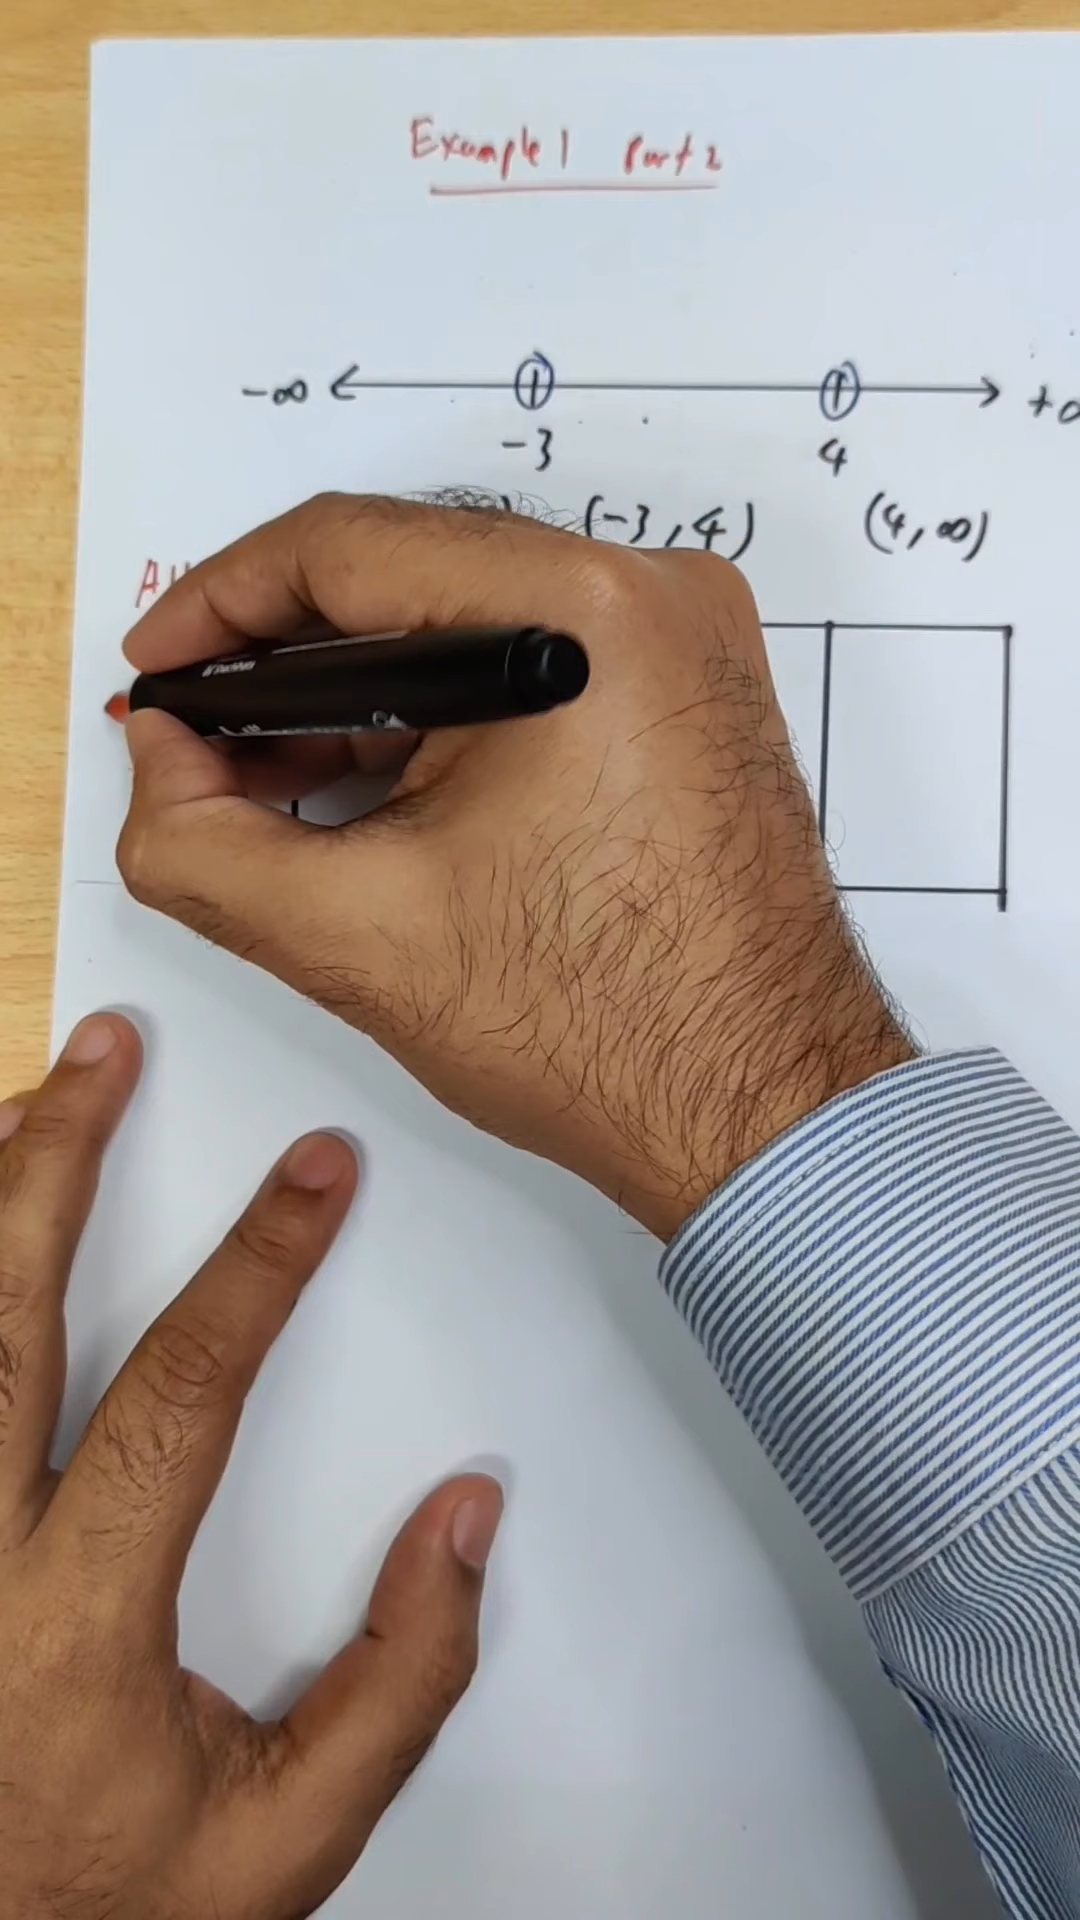 Example 1 Part 2
-∞ +
-3 4
(-3, 4) (4, ∞)